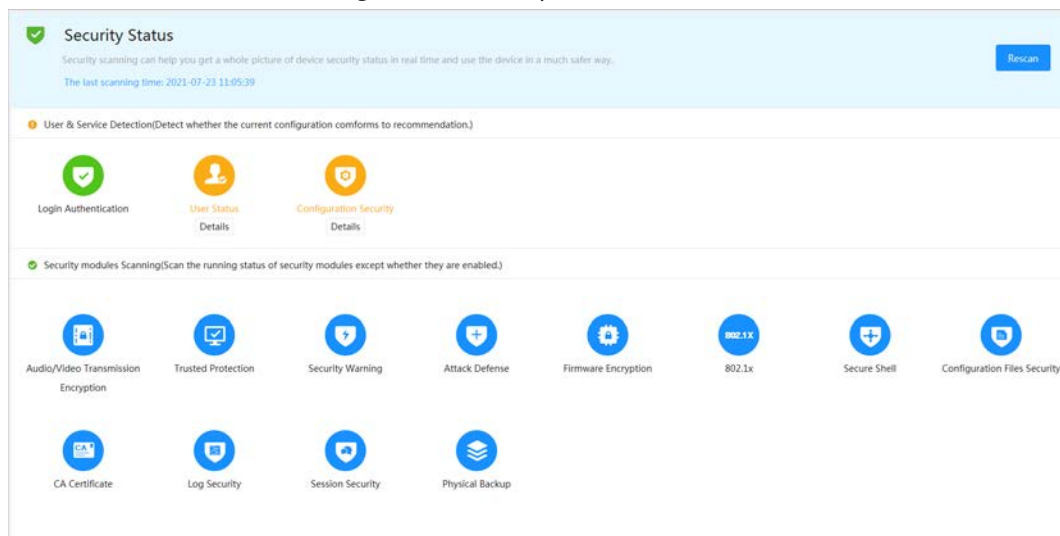 Security Status
Security scanning can help you get a whole picture of device security status in real time and use the device in a much safer way.
The last scanning time: 2021-07-23 11:05:39
Rescan
User & Service Detection(Detect whether the current configuration comforms to recommendation.)
Login Authentication
User Status
Configuration Security
Details
Details
Security modules Scanning(Scan the running status of security modules except whether they are enabled.)
802.1X
Audio/Video Transmission
Encryption
Trusted Protection
Security Warning
Attack Defense
Firmware Encryption
802.1x
Secure Shell
Configuration Files Security
CA
CA Certificate
Log Security
Session Security
Physical Backup